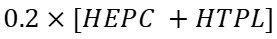 0.2 × [HEPC + HTPL]